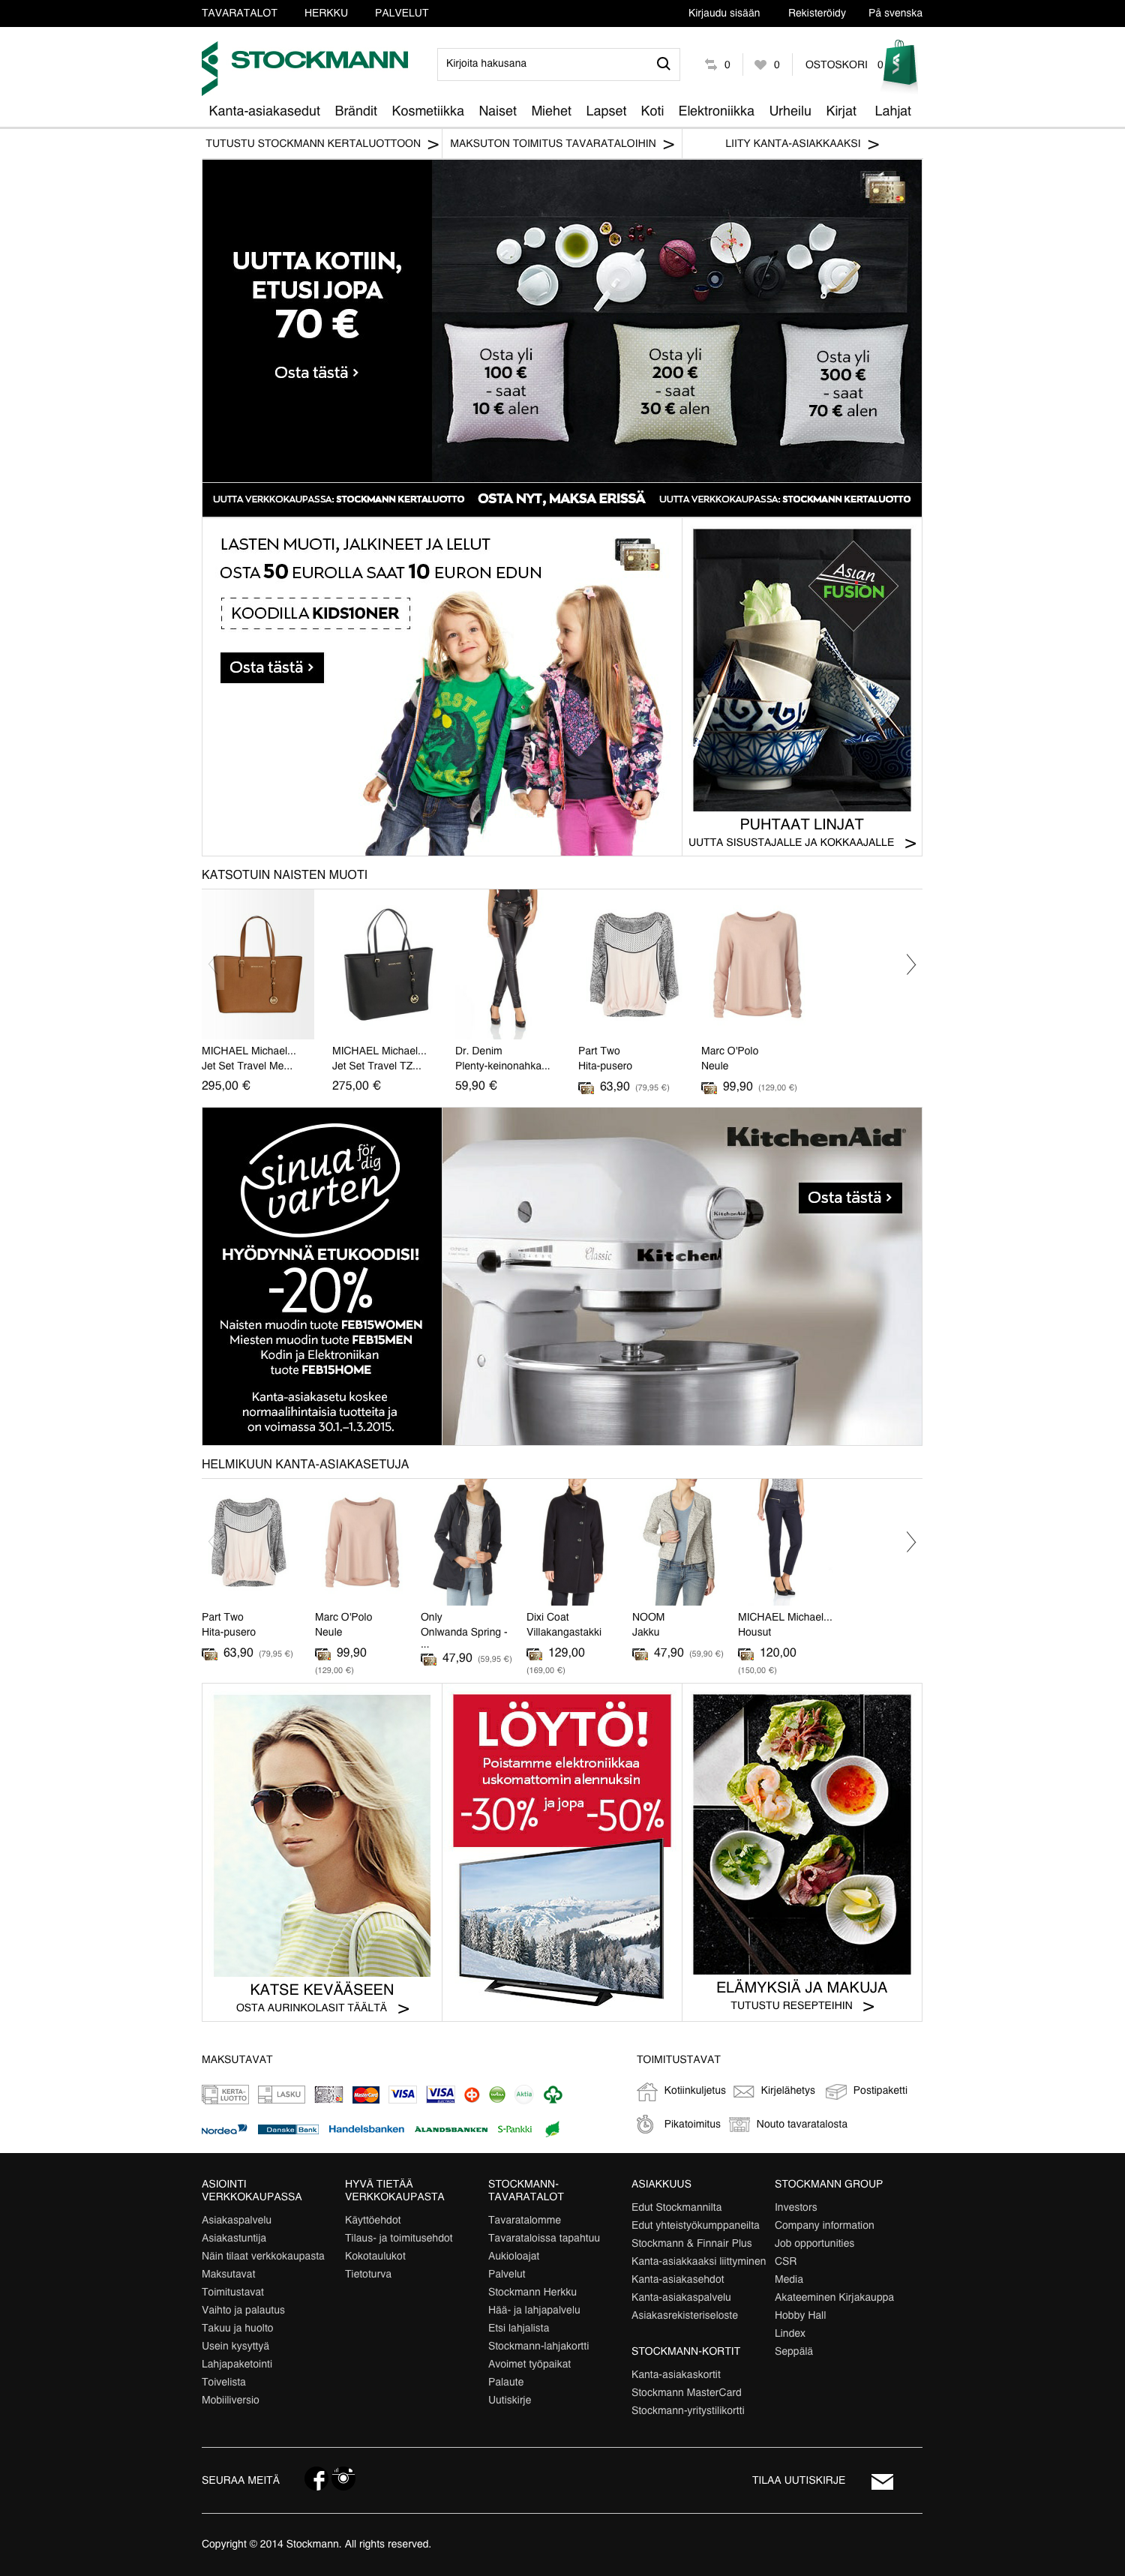 TAVARATALOT HERKKU PALVELUT Kirjaudu sisään Rekisteröidy På svenska
STOCKMANN
Kirjoita hakusana
0 0 OSTOSKORI 0
Kanta-asiakasedut Brändit Kosmetiikka Naiset Miehet Lapset Koti Elektroniikka Urheilu Kirjat Lahjat
TUTUSTU STOCKMANN KERTALUOTTOON > MAKSUTON TOIMITUS TAVARATALOIHIN > LIITY KANTA-ASIAKKAAKSI >
UUTTA KOTIIN,
ETUSI JOPA
70 €
Osta tästä >
Osta yli
100 €
- saat
10 € alen
Osta yli
200 €
- saat
30 € alen
Osta yli
300 €
- saat
70 € alen
UUTTA VERKKOKAUPASSA: STOCKMANN KERTALUOTTO OSTA NYT, MAKSA ERISSÄ UUTTA VERKKOKAUPASSA: STOCKMANN KERTALUOTTO
LASTEN MUOTI, JALKINEET JA LELUT
OSTA 50 EUROLLA SAAT 10 EURON EDUN
KOODILLA KIDS10NER
Osta tästä >
Asian
FUSION
PUHTAAT LINJAT
UUTTA SISUSTAJALLE JA KOKKAAJALLE >
KATSOTUIN NAISTEN MUOTI
MICHAEL Michael...
Jet Set Travel Me...
295,00 €
MICHAEL Michael...
Jet Set Travel TZ...
275,00 €
Dr. Denim
Plenty-keinonahka...
59,90 €
Part Two
Hita-pusero
63,90 (79,95 €)
Marc O'Polo
Neule
99,90 (129,00 €)
sinua för dig
varten
HYÖDYNNÄ ETUKOODISI!
-20%
Naisten muodin tuote FEB15WOMEN
Miesten muodin tuote FEB15MEN
Kodin ja Elektroniikan
tuote FEB15HOME
Kanta-asiakasetu koskee
normaalihintaisia tuotteita ja
on voimassa 30.1.–1.3.2015.
KitchenAid®
Osta tästä >
KitchenAid
Classic KitchenA
HELMIKUUN KANTA-ASIAKASETUJA
Part Two
Hita-pusero
63,90 (79,95 €)
Marc O'Polo
Neule
99,90
(129,00 €)
Only
Onlwanda Spring -
...
47,90 (59,95 €)
Dixi Coat
Villakangastakki
129,00
(169,00 €)
NOOM
Jakku
47,90 (59,90 €)
MICHAEL Michael...
Housut
120,00
(150,00 €)
KATSE KEVÄÄSEEN
OSTA AURINKOLASIT TÄÄLTÄ >
LÖYTÖ!
Poistamme elektroniikkaa
uskomattomin alennuksin
-30% ja jopa -50%
ELÄMYKSIÄ JA MAKUJA
TUTUSTU RESEPTEIHIN >
MAKSUTAVAT
KERTA-
LUOTTO LASKU MasterCard VISA VISA Aktia
Nordea Danske Bank Handelsbanken ÅLANDSBANKEN S-Pankki
TOIMITUSTAVAT
Kotiinkuljetus Kirjelähetys Postipaketti
Pikatoimitus Nouto tavaratalosta
ASIOINTI
VERKKOKAUPASSA
Asiakaspalvelu
Asiakastuntija
Näin tilaat verkkokaupasta
Maksutavat
Toimitustavat
Vaihto ja palautus
Takuu ja huolto
Usein kysyttyä
Lahjapaketointi
Toivelista
Mobiiliversio
HYVÄ TIETÄÄ
VERKKOKAUPASTA
Käyttöehdot
Tilaus- ja toimitusehdot
Kokotaulukot
Tietoturva
STOCKMANN-
TAVARATALOT
Tavaratalomme
Tavarataloissa tapahtuu
Aukioloajat
Palvelut
Stockmann Herkku
Hää- ja lahjapalvelu
Etsi lahjalista
Stockmann-lahjakortti
Avoimet työpaikat
Palaute
Uutiskirje
ASIAKKUUS
Edut Stockmannilta
Edut yhteistyökumppaneilta
Stockmann & Finnair Plus
Kanta-asiakkaaksi liittyminen
Kanta-asiakasehdot
Kanta-asiakaspalvelu
Asiakasrekisteriseloste
STOCKMANN-KORTIT
Kanta-asiakaskortit
Stockmann MasterCard
Stockmann-yritystilikortti
STOCKMANN GROUP
Investors
Company information
Job opportunities
CSR
Media
Akateeminen Kirjakauppa
Hobby Hall
Lindex
Seppälä
SEURAA MEITÄ TILAA UUTISKIRJE
Copyright © 2014 Stockmann. All rights reserved.